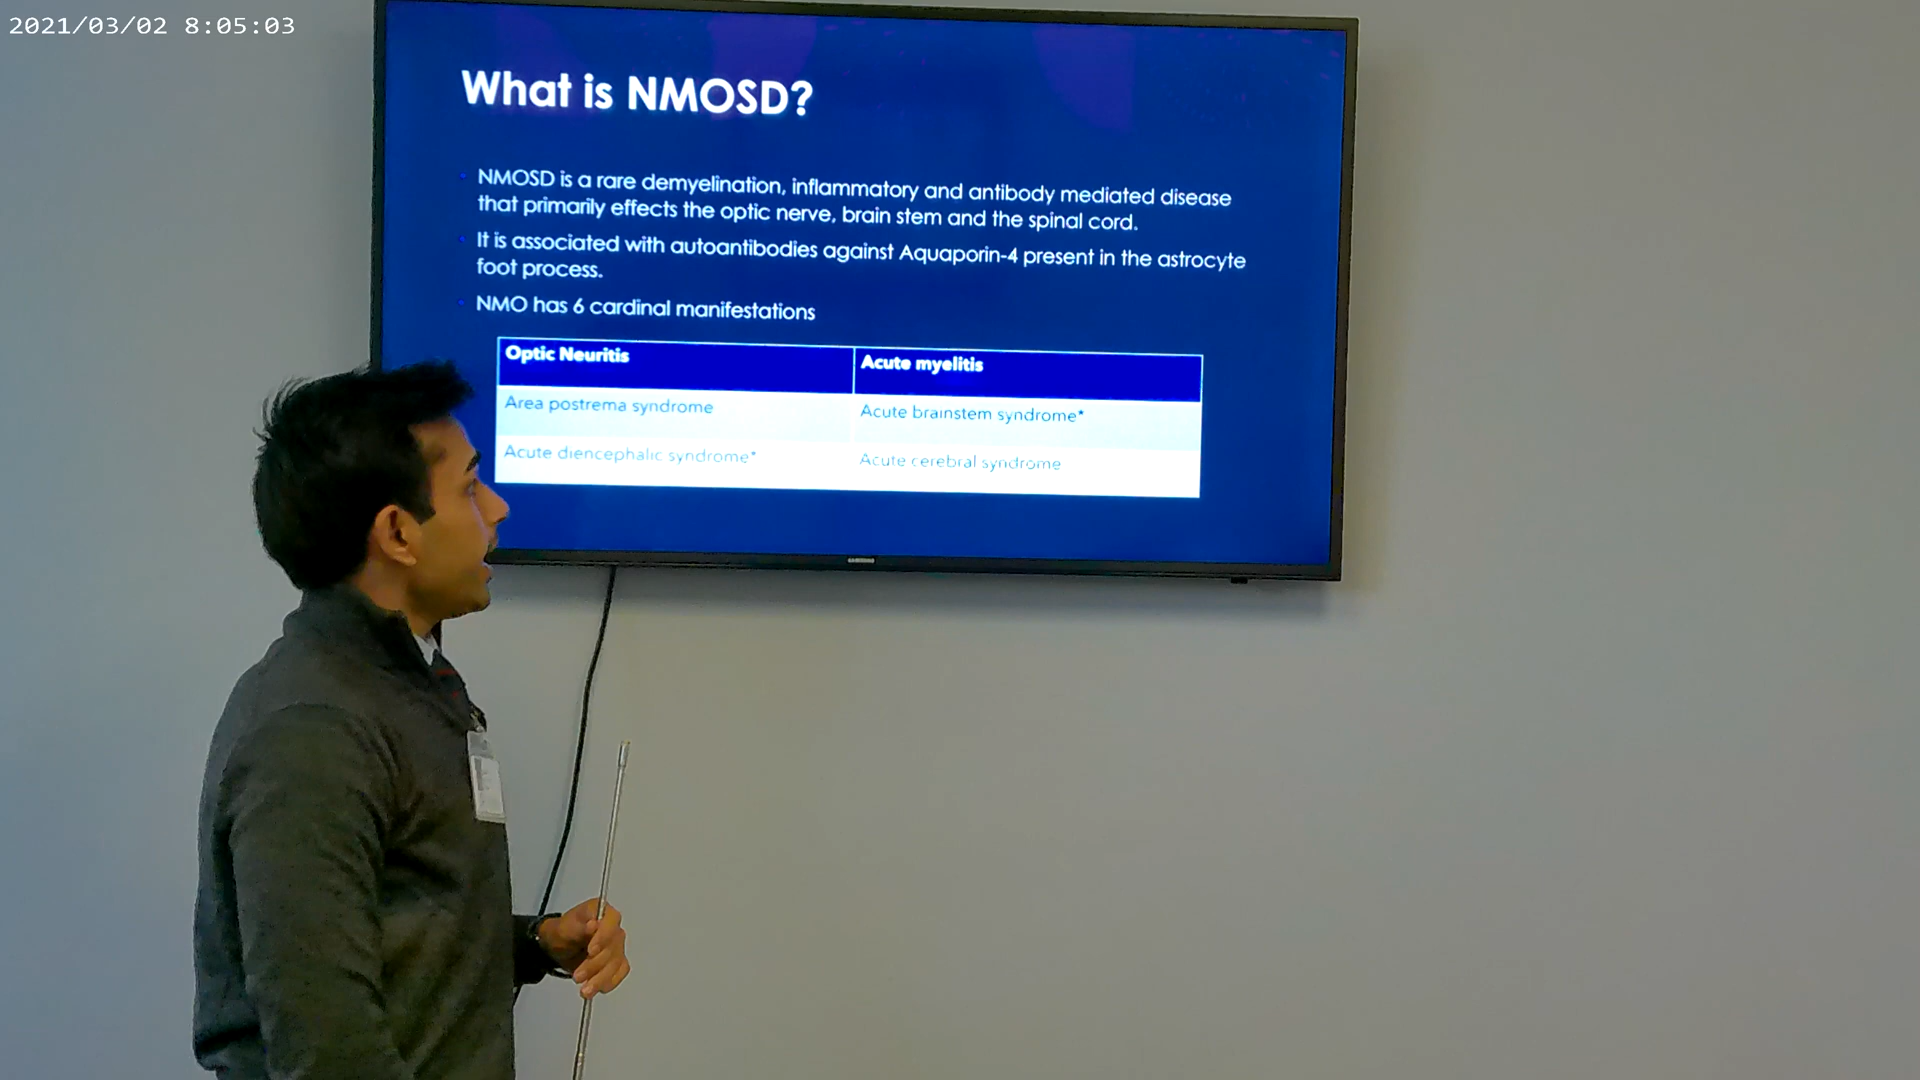 2021/03/02 8:05:03
What is NMOSD?
NMOSD is a rare demyelination, inflammatory and antibody mediated disease
that primarily effects the optic nerve, brain stem and the spinal cord.
It is associated with autoantibodies against Aquaporin-4 present in the astrocyte
foot process.
NMO has 6 cardinal manifestations
Optic Neuritis Acute myelitis
Area postrema syndrome Acute brainstem syndrome*
Acute diencephalic syndrome* Acute cerebral syndrome
SAMSUNG